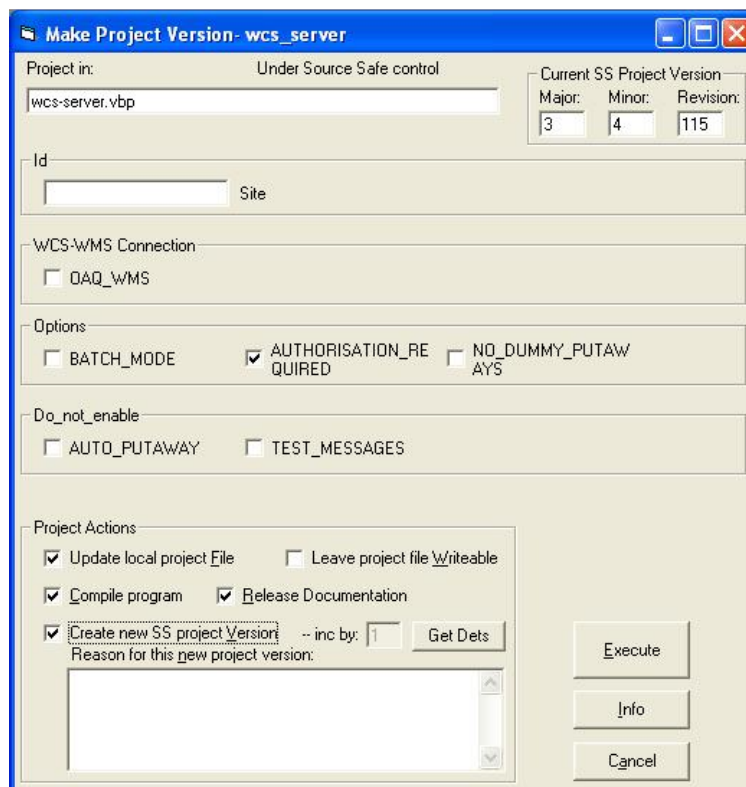 Make Project Version- wcs_server
Project in: Under Source Safe control
wcs-server.vbp
Current SS Project Version
Major: Minor: Revision:
3 4 115
Id
Site
WCS-WMS Connection
OAQ_WMS
Options
BATCH_MODE
AUTHORISATION_RE
QUIRED
NO_DUMMY_PUTAW
AYS
Do_not_enable
AUTO_PUTAWAY TEST_MESSAGES
Project Actions
Update local project File Leave project file Writeable
Compile program Release Documentation
Create new SS project Version -- inc by: 1 Get Dets
Reason for this new project version:
Execute
Info
Cancel